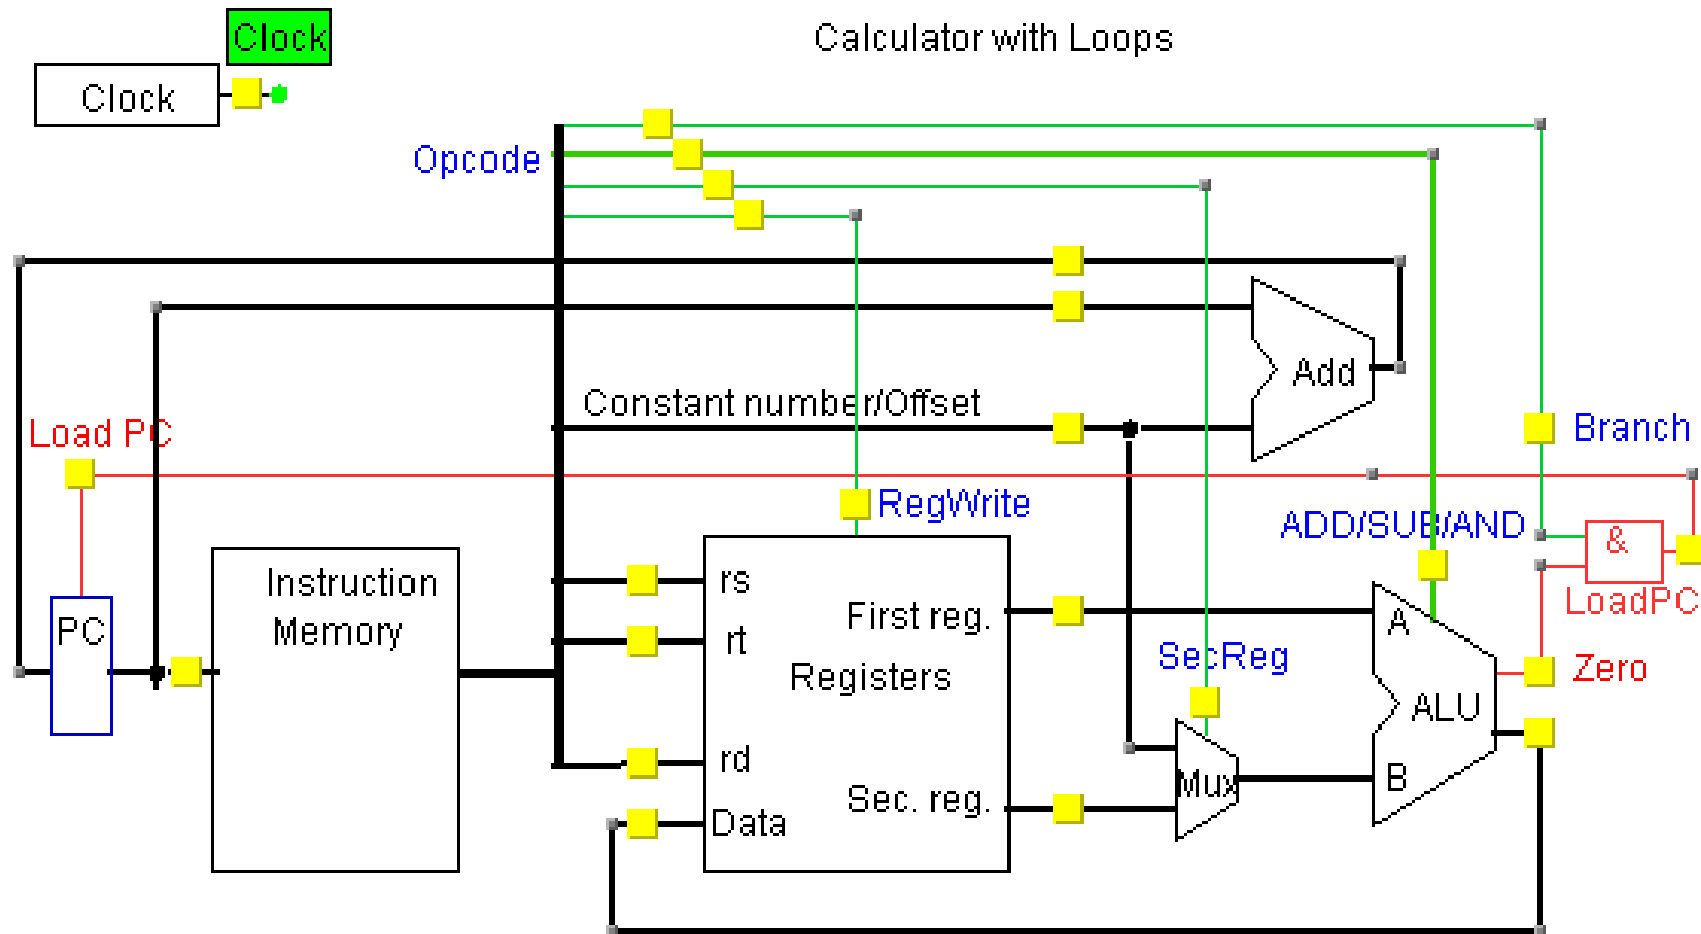 Clock
Calculator with Loops
Clock
Opcode
Add
Constant number/Offset
Load PC
Branch
RegWrite
ADD/SUB/AND
&
LoadPC
Instruction
Memory
PC
rs
rt
First reg.
A
SecReg
Registers
Zero
ALU
rd
Mux
B
Sec. reg.
Data